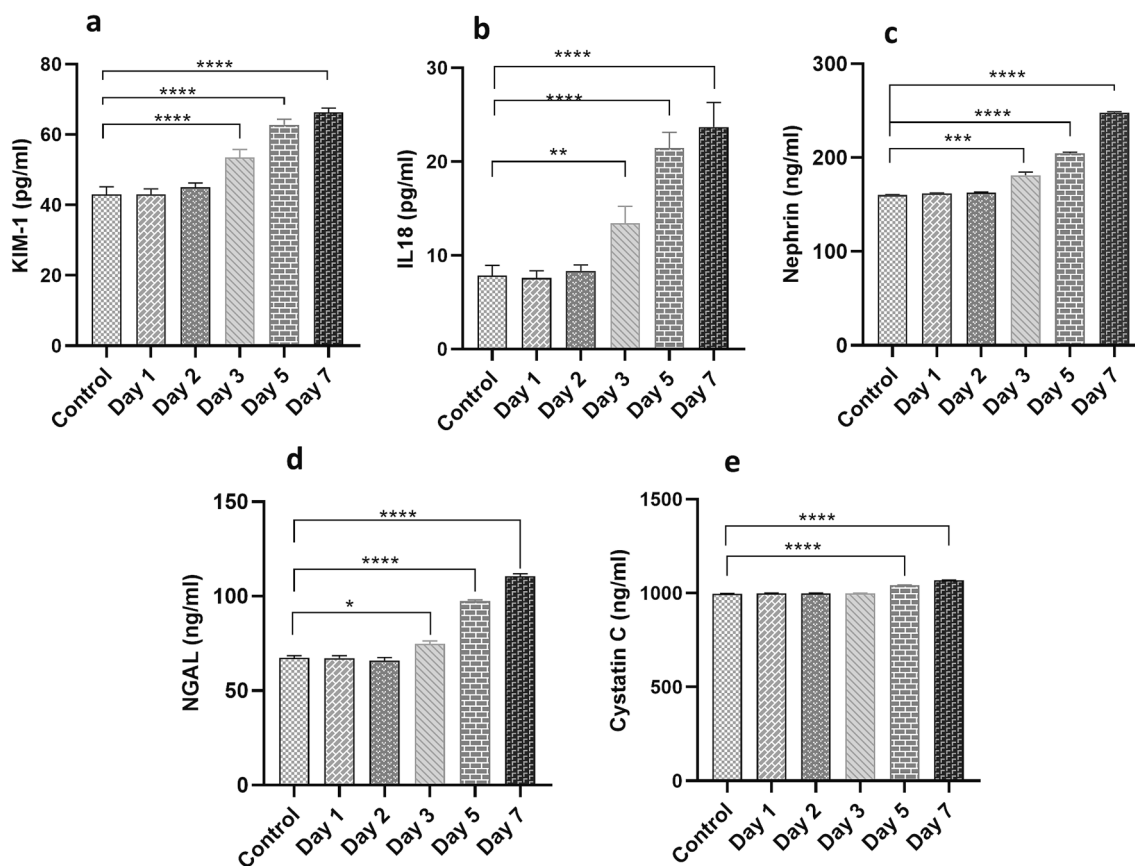 a
KIM-1 (pg/ml)
80
60
40
20
0
****
****
****
Control
Day 1
Day 2
Day 3
Day 5
Day 7
b
IL18 (pg/ml)
30
20
10
0
****
****
**
Control
Day 1
Day 2
Day 3
Day 5
Day 7
c
Nephrin (ng/ml)
300
200
100
0
****
****
***
Control
Day 1
Day 2
Day 3
Day 5
Day 7
d
NGAL (ng/ml)
150
100
50
0
****
****
*
Control
Day 1
Day 2
Day 3
Day 5
Day 7
e
Cystatin C (ng/ml)
1500
1000
500
0
****
****
Control
Day 1
Day 2
Day 3
Day 5
Day 7